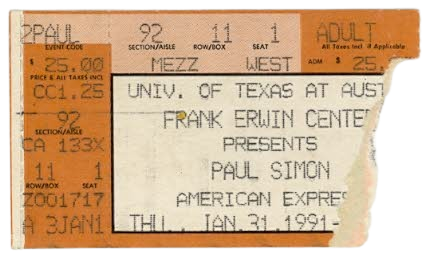 2PAUL 92 11 1 ADULT
EVENT CODE SECTION/AISLE ROW/BOX SEAT All Taxes Incl. If Applicable
$ 25.00 MEZZ WEST ADM $ 25.
PRICE & ALL TAXES INCL
CC1.25 UNIV. OF TEXAS AT AUST
92 FRANK ERWIN CENTE
SECTION/AISLE
CA 133X PRESENTS
11 1 PAUL SIMON
ROW/BOX SEAT
ZOO1717 AMERICAN EXPRES
A 3JAN1 THU., JAN.31,1991-